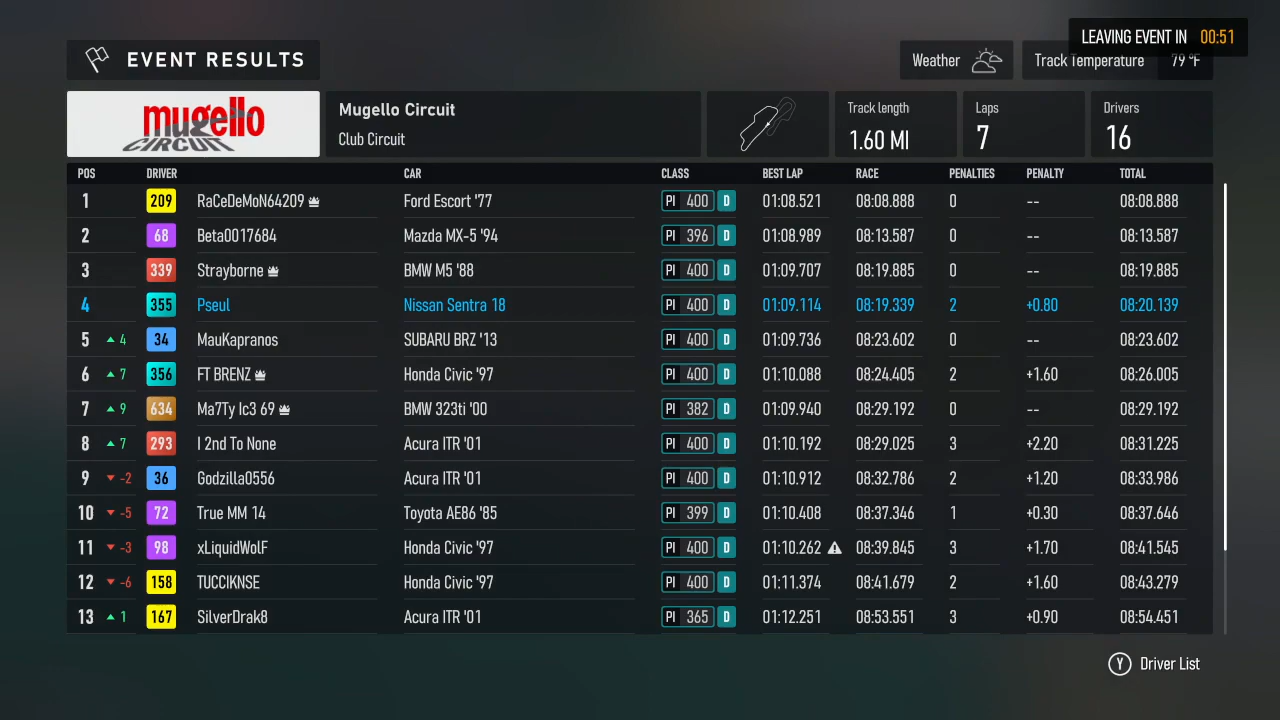 LEAVING EVENT IN 00:51
EVENT RESULTS
Weather Track Temperature 79 °F
mugello CIRCUIT
Mugello Circuit
Club Circuit
Track length 1.60 MI
Laps 7
Drivers 16
POS DRIVER CAR CLASS BEST LAP RACE PENALTIES PENALTY TOTAL
1 209 RaCeDeMoN64209 Ford Escort '77 PI 400 D 01:08.521 08:08.888 0 -- 08:08.888
2 68 Beta0017684 Mazda MX-5 '94 PI 396 D 01:08.989 08:13.587 0 -- 08:13.587
3 339 Strayborne BMW M5 '88 PI 400 D 01:09.707 08:19.885 0 -- 08:19.885
4 355 Pseul Nissan Sentra 18 PI 400 D 01:09.114 08:19.339 2 +0.80 08:20.139
5 4 34 MauKapranos SUBARU BRZ '13 PI 400 D 01:09.736 08:23.602 0 -- 08:23.602
6 7 356 FT BRENZ Honda Civic '97 PI 400 D 01:10.088 08:24.405 2 +1.60 08:26.005
7 9 634 Ma7Ty Ic3 69 BMW 323ti '00 PI 382 D 01:09.940 08:29.192 0 -- 08:29.192
8 7 293 I 2nd To None Acura ITR '01 PI 400 D 01:10.192 08:29.025 3 +2.20 08:31.225
9 -2 36 Godzilla0556 Acura ITR '01 PI 400 D 01:10.912 08:32.786 2 +1.20 08:33.986
10 -5 72 True MM 14 Toyota AE86 '85 PI 399 D 01:10.408 08:37.346 1 +0.30 08:37.646
11 -3 98 xLiquidWolF Honda Civic '97 PI 400 D 01:10.262 08:39.845 3 +1.70 08:41.545
12 -6 158 TUCCIKNSE Honda Civic '97 PI 400 D 01:11.374 08:41.679 2 +1.60 08:43.279
13 1 167 SilverDrak8 Acura ITR '01 PI 365 D 01:12.251 08:53.551 3 +0.90 08:54.451
Y Driver List